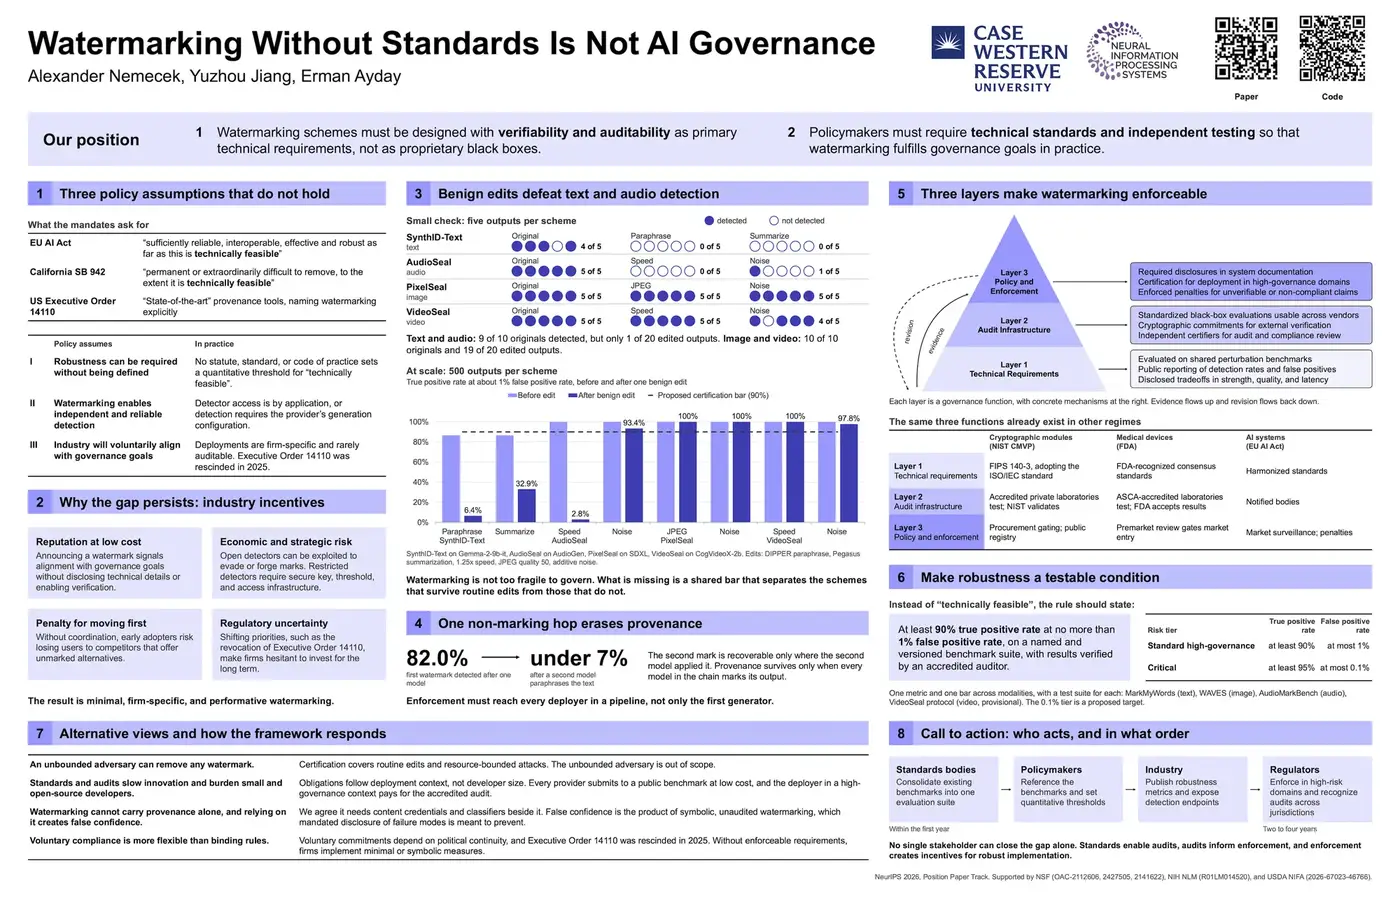 Watermarking Without Standards Is Not AI Governance
Alexander Nemecek, Yuzhou Jiang, Erman Ayday
CASE
WESTERN
RESERVE
UNIVERSITY
NEURAL
INFORMATION
PROCESSING
SYSTEMS
Paper
Code
Our position
1 Watermarking schemes must be designed with verifiability and auditability as primary
technical requirements, not as proprietary black boxes.
2 Policymakers must require technical standards and independent testing so that
watermarking fulfills governance goals in practice.
1 Three policy assumptions that do not hold
What the mandates ask for
EU AI Act "sufficiently reliable, interoperable, effective and robust as
far as this is technically feasible"
California SB 942 "permanent or extraordinarily difficult to remove, to the
extent it is technically feasible"
US Executive Order "State-of-the-art" provenance tools, naming watermarking
14110 explicitly
Policy assumes In practice
I Robustness can be required No statute, standard, or code of practice sets
without being defined a quantitative threshold for "technically
feasible".
II Watermarking enables Detector access is by application, or
independent and reliable detection requires the provider's generation
detection configuration.
III Industry will voluntarily align Deployments are firm-specific and rarely
with governance goals auditable. Executive Order 14110 was
rescinded in 2025.
2 Why the gap persists: industry incentives
Reputation at low cost
Announcing a watermark signals
alignment with governance goals
without disclosing technical details or
enabling verification.
Economic and strategic risk
Open detectors can be exploited to
evade or forge marks. Restricted
detectors require secure key, threshold,
and access infrastructure.
Penalty for moving first
Without coordination, early adopters risk
losing users to competitors that offer
unmarked alternatives.
Regulatory uncertainty
Shifting priorities, such as the
revocation of Executive Order 14110,
make firms hesitant to invest for the
long term.
The result is minimal, firm-specific, and performative watermarking.
3 Benign edits defeat text and audio detection
Small check: five outputs per scheme detected not detected
SynthID-Text
text
Original 4 of 5
Paraphrase 0 of 5
Summarize 0 of 5
AudioSeal
audio
Original 5 of 5
Speed 0 of 5
Noise 1 of 5
PixelSeal
image
Original 5 of 5
JPEG 5 of 5
Noise 5 of 5
VideoSeal
video
Original 5 of 5
Speed 5 of 5
Noise 4 of 5
Text and audio: 9 of 10 originals detected, but only 1 of 20 edited outputs. Image and video: 10 of 10
originals and 19 of 20 edited outputs.
At scale: 500 outputs per scheme
True positive rate at about 1% false positive rate, before and after one benign edit
Before edit After benign edit Proposed certification bar (90%)
100%
80%
60%
40%
20%
0%
6.4% 32.9% 2.8% 93.4% 100% 100% 100% 97.8%
Paraphrase Summarize Speed Noise JPEG Noise Speed Noise
SynthID-Text AudioSeal PixelSeal VideoSeal
SynthID-Text on Gemma-2-9b-it, AudioSeal on AudioGen, PixelSeal on SDXL, VideoSeal on CogVideoX-2b. Edits: DIPPER paraphrase, Pegasus
summarization, 1.25x speed, JPEG quality 50, additive noise.
Watermarking is not too fragile to govern. What is missing is a shared bar that separates the schemes
that survive routine edits from those that do not.
4 One non-marking hop erases provenance
82.0%
first watermark detected after one
model
under 7%
after a second model
paraphrases the text
The second mark is recoverable only where the second
model applied it. Provenance survives only when every
model in the chain marks its output.
Enforcement must reach every deployer in a pipeline, not only the first generator.
5 Three layers make watermarking enforceable
revision
evidence
Layer 3
Policy and
Enforcement
Layer 2
Audit Infrastructure
Layer 1
Technical Requirements
Required disclosures in system documentation
Certification for deployment in high-governance domains
Enforced penalties for unverifiable or non-compliant claims
Standardized black-box evaluations usable across vendors
Cryptographic commitments for external verification
Independent certifiers for audit and compliance review
Evaluated on shared perturbation benchmarks
Public reporting of detection rates and false positives
Disclosed tradeoffs in strength, quality, and latency
Each layer is a governance function, with concrete mechanisms at the right. Evidence flows up and revision flows back down.
The same three functions already exist in other regimes
Cryptographic modules Medical devices AI systems
(NIST CMVP) (FDA) (EU AI Act)
Layer 1 FIPS 140-3, adopting the FDA-recognized consensus Harmonized standards
Technical requirements ISO/IEC standard standards
Layer 2 Accredited private laboratories ASCA-accredited laboratories Notified bodies
Audit infrastructure test; NIST validates test; FDA accepts results
Layer 3 Procurement gating; public Premarket review gates market Market surveillance; penalties
Policy and enforcement registry entry
6 Make robustness a testable condition
Instead of "technically feasible", the rule should state:
At least 90% true positive rate at no more than
1% false positive rate, on a named and
versioned benchmark suite, with results verified
by an accredited auditor.
Risk tier True positive rate False positive rate
Standard high-governance at least 90% at most 1%
Critical at least 95% at most 0.1%
One metric and one bar across modalities, with a test suite for each: MarkMyWords (text), WAVES (image), AudioMarkBench (audio),
VideoSeal protocol (video, provisional). The 0.1% tier is a proposed target.
7 Alternative views and how the framework responds
An unbounded adversary can remove any watermark. Certification covers routine edits and resource-bounded attacks. The unbounded adversary is out of scope.
Standards and audits slow innovation and burden small and Obligations follow deployment context, not developer size. Every provider submits to a public benchmark at low cost, and the deployer in a high-
open-source developers. governance context pays for the accredited audit.
Watermarking cannot carry provenance alone, and relying on We agree it needs content credentials and classifiers beside it. False confidence is the product of symbolic, unaudited watermarking, which
it creates false confidence. mandated disclosure of failure modes is meant to prevent.
Voluntary compliance is more flexible than binding rules. Voluntary commitments depend on political continuity, and Executive Order 14110 was rescinded in 2025. Without enforceable requirements,
firms implement minimal or symbolic measures.
8 Call to action: who acts, and in what order
Standards bodies
Consolidate existing
benchmarks into one
evaluation suite
Policymakers
Reference the
benchmarks and set
quantitative thresholds
Industry
Publish robustness
metrics and expose
detection endpoints
Regulators
Enforce in high-risk
domains and recognize
audits across
jurisdictions
Within the first year
Two to four years
No single stakeholder can close the gap alone. Standards enable audits, audits inform enforcement, and enforcement
creates incentives for robust implementation.
NeurIPS 2026, Position Paper Track. Supported by NSF (OAC-2112606, 2427505, 2141622), NIH NLM (R01LM014520), and USDA NIFA (2026-67023-46766).